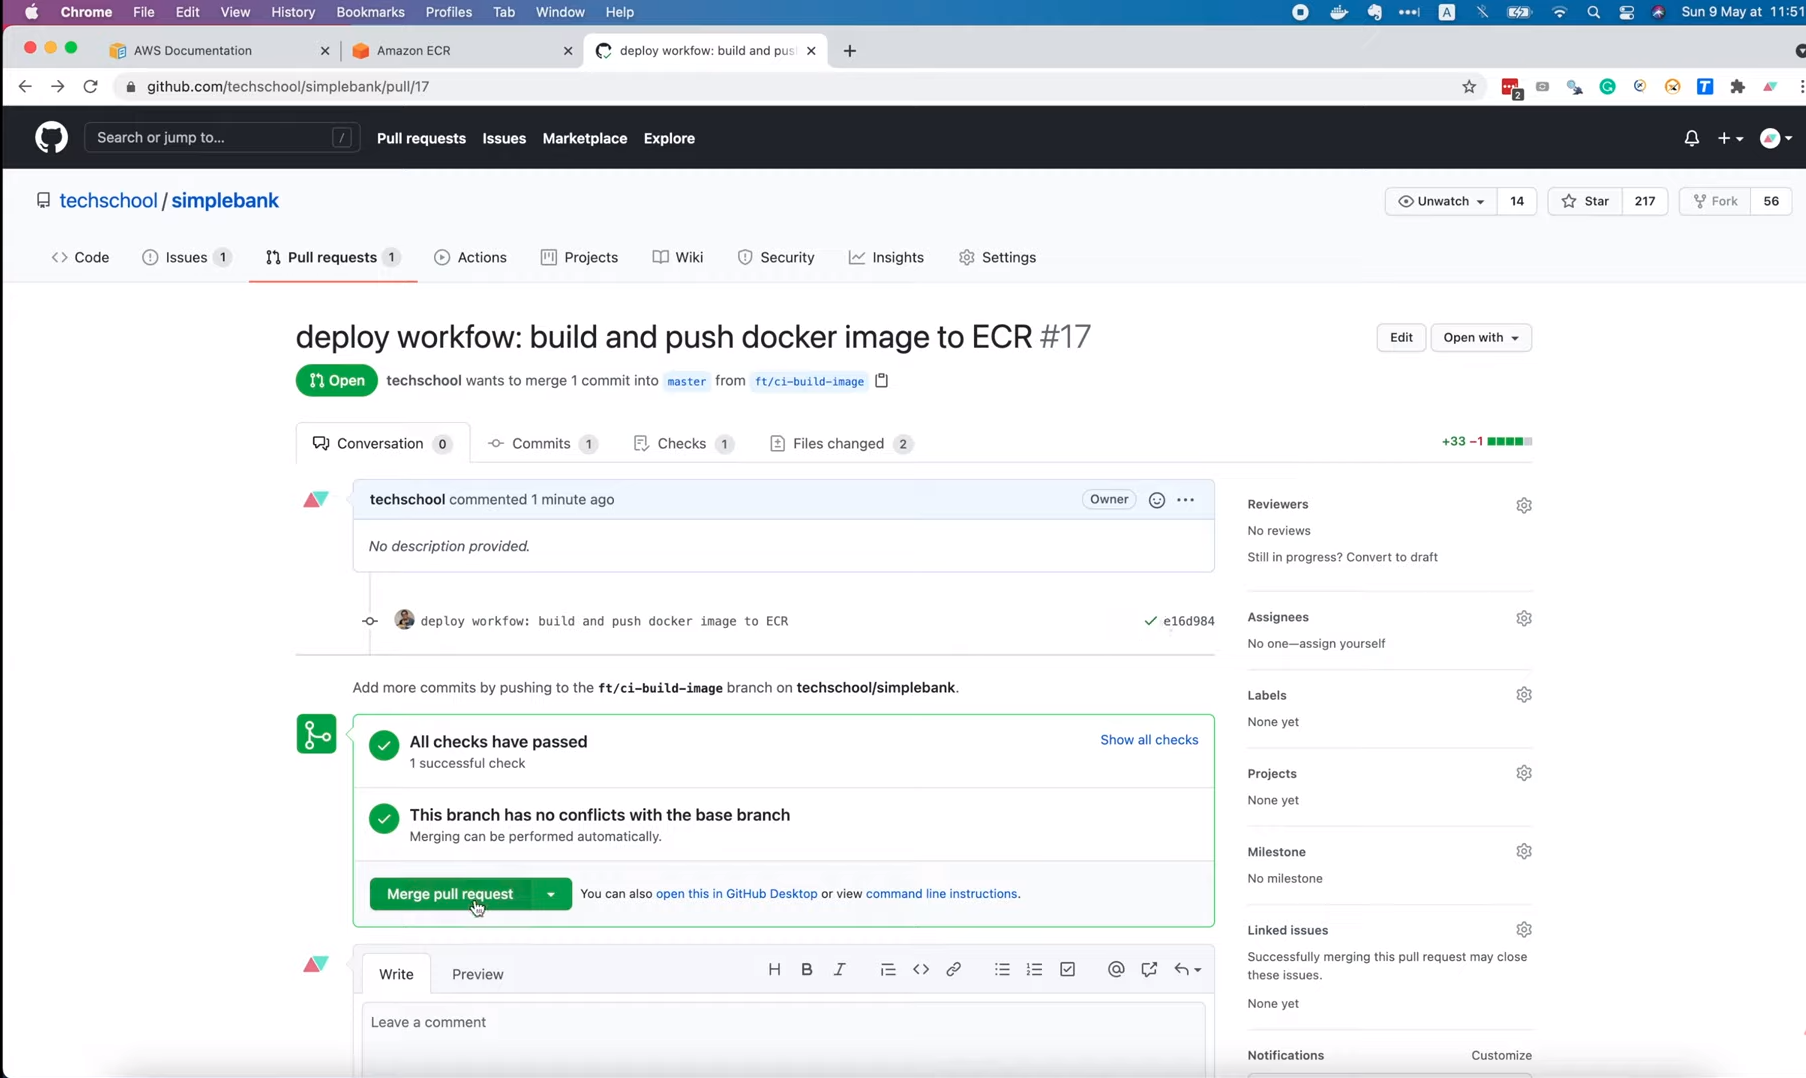 Chrome File Edit View History Bookmarks Profiles Tab Window Help A Sun 9 May at 11:51
AWS Documentation Amazon ECR deploy workfow: build and pus
github.com/techschool/simplebank/pull/17 2
Search or jump to... / Pull requests Issues Marketplace Explore
techschool / simplebank Unwatch 14 Star 217 Fork 56
Code Issues 1 Pull requests 1 Actions Projects Wiki Security Insights Settings
deploy workfow: build and push docker image to ECR #17 Edit Open with
Open techschool wants to merge 1 commit into master from ft/ci-build-image
Conversation 0 Commits 1 Checks 1 Files changed 2 +33 −1
techschool commented 1 minute ago Owner
No description provided.
deploy workfow: build and push docker image to ECR e16d984
Add more commits by pushing to the ft/ci-build-image branch on techschool/simplebank.
All checks have passed Show all checks
1 successful check
This branch has no conflicts with the base branch
Merging can be performed automatically.
Merge pull request You can also open this in GitHub Desktop or view command line instructions.
Write Preview H B I
Leave a comment
Reviewers
No reviews
Still in progress? Convert to draft
Assignees
No one—assign yourself
Labels
None yet
Projects
None yet
Milestone
No milestone
Linked issues
Successfully merging this pull request may close
these issues.
None yet
Notifications Customize